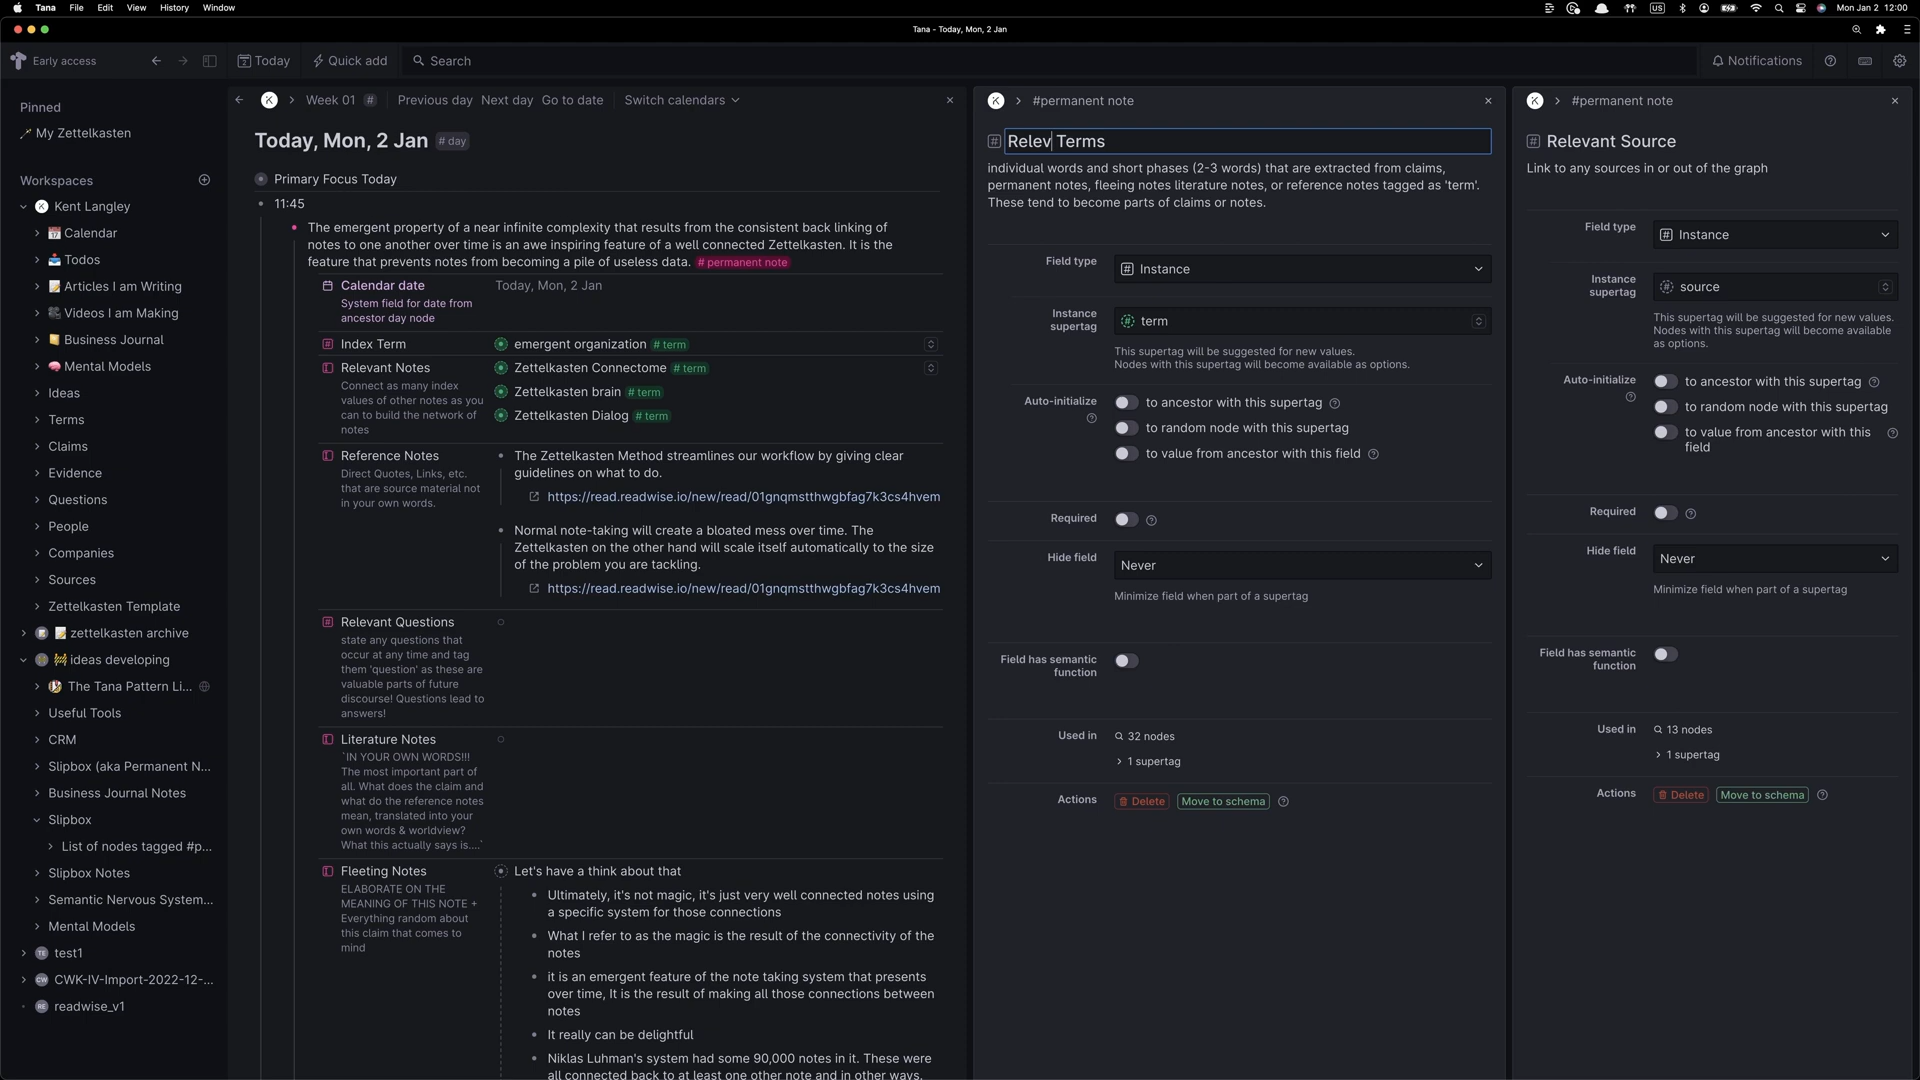 Tana File Edit View History Window
US
Mon Jan 2 12:00
Tana - Today, Mon, 2 Jan
Early access
Today
Quick add
Search
Notifications
Pinned
My Zettelkasten
Workspaces
Kent Langley
Calendar
Todos
Articles I am Writing
Videos I am Making
Business Journal
Mental Models
Ideas
Terms
Claims
Evidence
Questions
People
Companies
Sources
Zettelkasten Template
zettelkasten archive
ideas developing
The Tana Pattern Li...
Useful Tools
CRM
Slipbox (aka Permanent N...
Business Journal Notes
Slipbox
List of nodes tagged #p...
Slipbox Notes
Semantic Nervous System...
Mental Models
TE test1
CW CWK-IV-Import-2022-12-...
RE readwise_v1
Week 01 #
Previous day Next day Go to date
Switch calendars
Today, Mon, 2 Jan # day
Primary Focus Today
11:45
The emergent property of a near infinite complexity that results from the consistent back linking of
notes to one another over time is an awe inspiring feature of a well connected Zettelkasten. It is the
feature that prevents notes from becoming a pile of useless data. # permanent note
Calendar date
System field for date from
ancestor day node
Today, Mon, 2 Jan
Index Term
emergent organization # term
Relevant Notes
Connect as many index
values of other notes as you
can to build the network of
notes
Zettelkasten Connectome # term
Zettelkasten brain # term
Zettelkasten Dialog # term
Reference Notes
Direct Quotes, Links, etc.
that are source material not
in your own words.
The Zettelkasten Method streamlines our workflow by giving clear
guidelines on what to do.
https://read.readwise.io/new/read/01gnqmstthwgbfag7k3cs4hvem
Normal note-taking will create a bloated mess over time. The
Zettelkasten on the other hand will scale itself automatically to the size
of the problem you are tackling.
https://read.readwise.io/new/read/01gnqmstthwgbfag7k3cs4hvem
Relevant Questions
state any questions that
occur at any time and tag
them 'question' as these are
valuable parts of future
discourse! Questions lead to
answers!
Literature Notes
`IN YOUR OWN WORDS!!!
The most important part of
all. What does the claim and
what do the reference notes
mean, translated into your
own words & worldview?
What this actually says is....`
Fleeting Notes
ELABORATE ON THE
MEANING OF THIS NOTE +
Everything random about
this claim that comes to
mind
Let's have a think about that
Ultimately, it's not magic, it's just very well connected notes using
a specific system for those connections
What I refer to as the magic is the result of the connectivity of the
notes
it is an emergent feature of the note taking system that presents
over time, It is the result of making all those connections between
notes
It really can be delightful
Niklas Luhman's system had some 90,000 notes in it. These were
all connected back to at least one other note and in other ways.
#permanent note
Relev Terms
individual words and short phases (2-3 words) that are extracted from claims,
permanent notes, fleeing notes literature notes, or reference notes tagged as 'term'.
These tend to become parts of claims or notes.
Field type
Instance
Instance
supertag
term
This supertag will be suggested for new values.
Nodes with this supertag will become available as options.
Auto-initialize
to ancestor with this supertag
to random node with this supertag
to value from ancestor with this field
Required
Hide field
Never
Minimize field when part of a supertag
Field has semantic
function
Used in
32 nodes
1 supertag
Actions
Delete
Move to schema
#permanent note
Relevant Source
Link to any sources in or out of the graph
Field type
Instance
Instance
supertag
source
This supertag will be suggested for new values.
Nodes with this supertag will become available
as options.
Auto-initialize
to ancestor with this supertag
to random node with this supertag
to value from ancestor with this
field
Required
Hide field
Never
Minimize field when part of a supertag
Field has semantic
function
Used in
13 nodes
1 supertag
Actions
Delete
Move to schema